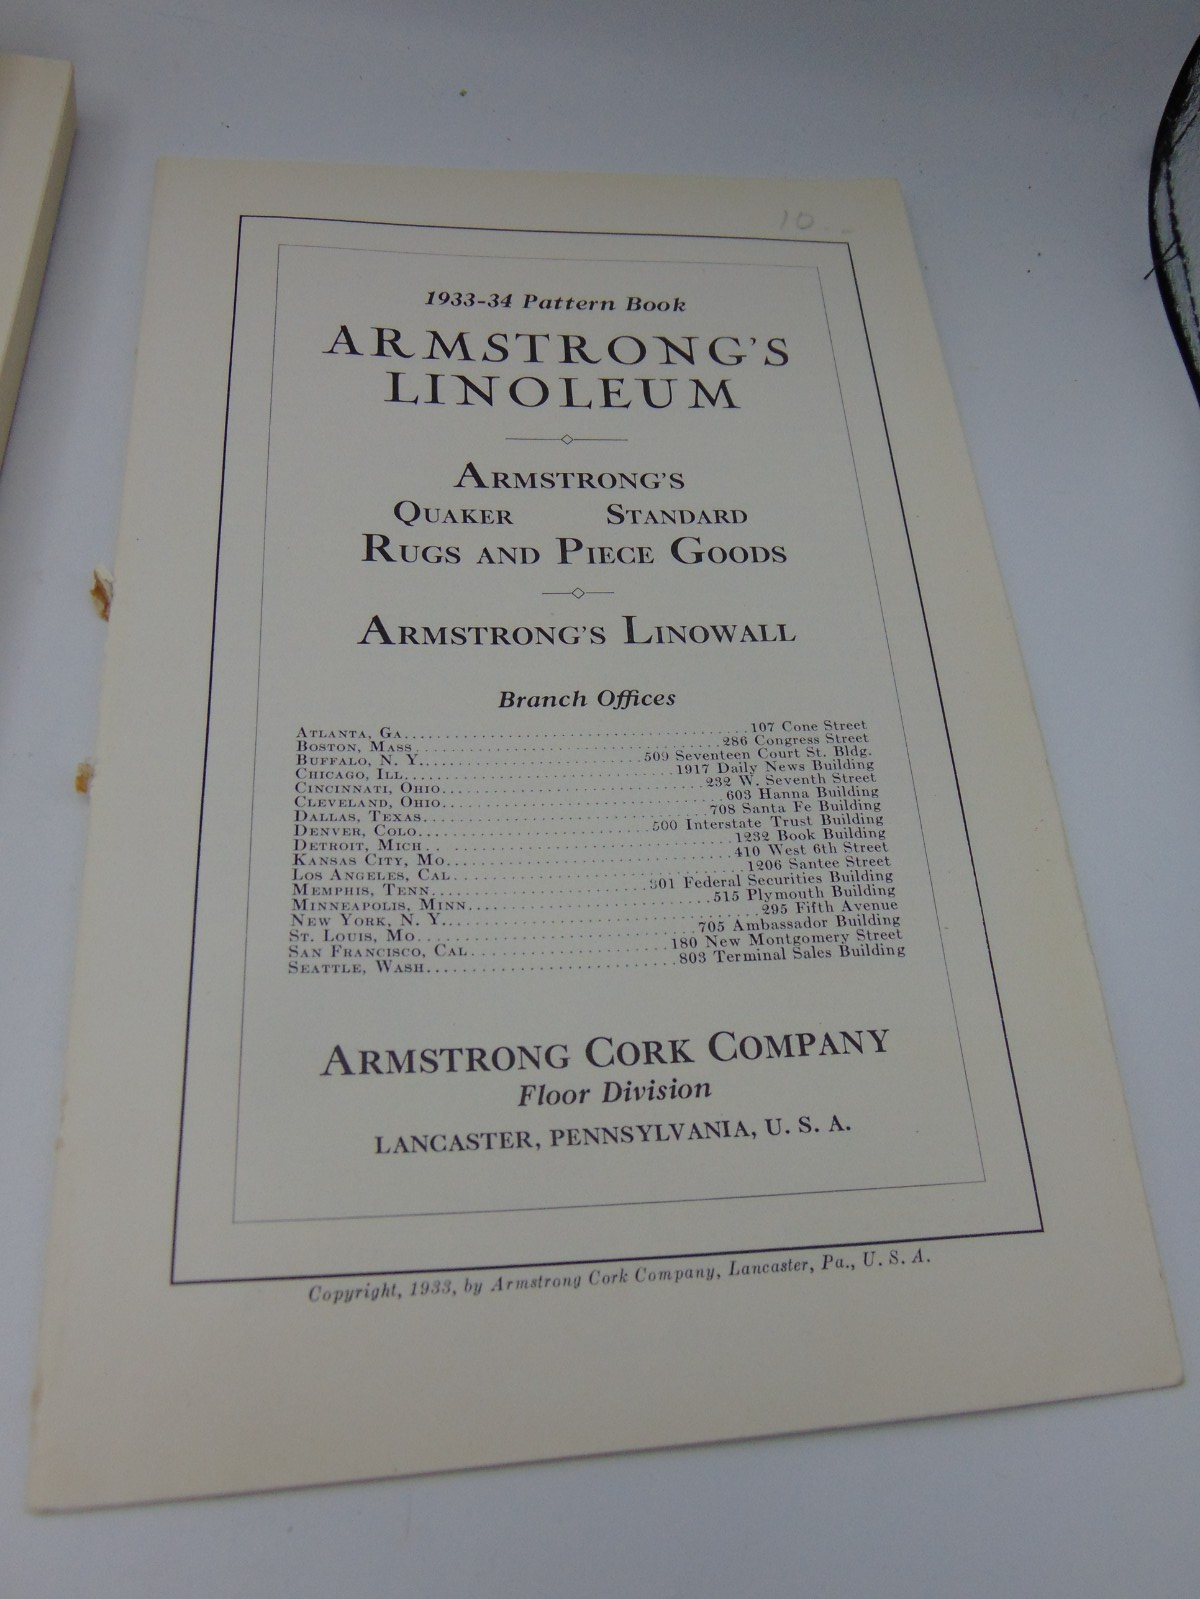 10.-
1933-34 Pattern Book
ARMSTRONG'S
LINOLEUM
ARMSTRONG'S
QUAKER STANDARD
RUGS AND PIECE GOODS
ARMSTRONG'S LINOWALL
Branch Offices
ATLANTA, GA. 107 Cone Street
BOSTON, MASS. 286 Congress Street
BUFFALO, N. Y. 509 Seventeen Court St. Bldg.
CHICAGO, ILL. 1917 Daily News Building
CINCINNATI, OHIO 232 W. Seventh Street
CLEVELAND, OHIO 603 Hanna Building
DALLAS, TEXAS 708 Santa Fe Building
DENVER, COLO. 500 Interstate Trust Building
DETROIT, MICH. 1232 Book Building
KANSAS CITY, MO. 410 West 6th Street
LOS ANGELES, CAL. 1206 Santee Street
MEMPHIS, TENN. 301 Federal Securities Building
MINNEAPOLIS, MINN. 515 Plymouth Building
NEW YORK, N. Y. 295 Fifth Avenue
ST. LOUIS, MO. 705 Ambassador Building
SAN FRANCISCO, CAL. 180 New Montgomery Street
SEATTLE, WASH. 803 Terminal Sales Building
ARMSTRONG CORK COMPANY
Floor Division
LANCASTER, PENNSYLVANIA, U. S. A.
Copyright, 1933, by Armstrong Cork Company, Lancaster, Pa., U. S. A.